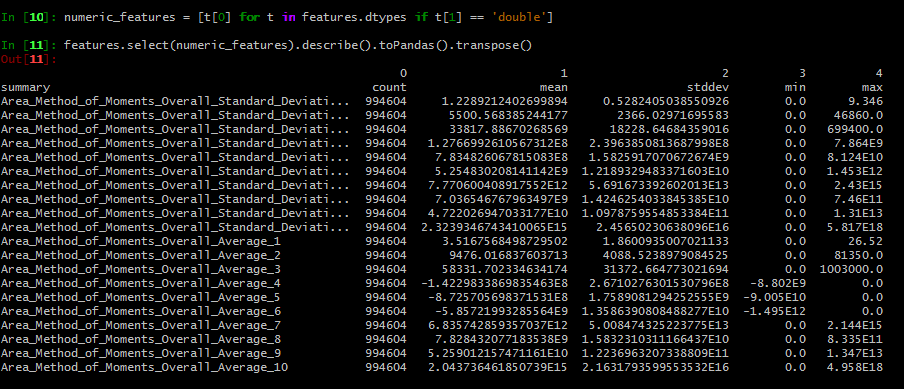 In [10]: numeric_features = [t[0] for t in features.dtypes if t[1] == 'double']
In [11]: features.select(numeric_features).describe().toPandas().transpose()
Out[11]:
0 1 2 3 4
summary count mean stddev min max
Area_Method_of_Moments_Overall_Standard_Deviati... 994604 1.2289212402699894 0.5282405038550926 0.0 9.346
Area_Method_of_Moments_Overall_Standard_Deviati... 994604 5500.568385244177 2366.02971695583 0.0 46860.0
Area_Method_of_Moments_Overall_Standard_Deviati... 994604 33817.88670268569 18228.64684359016 0.0 699400.0
Area_Method_of_Moments_Overall_Standard_Deviati... 994604 1.2766992610567312E8 2.3963850813687998E8 0.0 7.864E9
Area_Method_of_Moments_Overall_Standard_Deviati... 994604 7.834826067815083E8 1.5825917070672674E9 0.0 8.124E10
Area_Method_of_Moments_Overall_Standard_Deviati... 994604 5.254830208141142E9 1.2189329483371603E10 0.0 1.453E12
Area_Method_of_Moments_Overall_Standard_Deviati... 994604 7.770600408917552E12 5.691673392602013E13 0.0 2.43E15
Area_Method_of_Moments_Overall_Standard_Deviati... 994604 7.036546767963497E9 1.4246254033845385E10 0.0 7.46E11
Area_Method_of_Moments_Overall_Standard_Deviati... 994604 4.722026947033177E10 1.0978759554853384E11 0.0 1.31E13
Area_Method_of_Moments_Overall_Standard_Deviati... 994604 2.3239346743410065E15 2.45650230638096E16 0.0 5.817E18
Area_Method_of_Moments_Overall_Average_1 994604 3.5167568498729502 1.8600935007021133 0.0 26.52
Area_Method_of_Moments_Overall_Average_2 994604 9476.016837603713 4088.5238979084525 0.0 81350.0
Area_Method_of_Moments_Overall_Average_3 994604 58331.702334634174 31372.664773021694 0.0 1003000.0
Area_Method_of_Moments_Overall_Average_4 994604 -1.4229833869835463E8 2.6710276301530796E8 -8.802E9 0.0
Area_Method_of_Moments_Overall_Average_5 994604 -8.725705698371531E8 1.7589081294252555E9 -9.005E10 0.0
Area_Method_of_Moments_Overall_Average_6 994604 -5.85721993285564E9 1.3586390808488277E10 -1.495E12 0.0
Area_Method_of_Moments_Overall_Average_7 994604 6.835742859357037E12 5.008474325223775E13 0.0 2.144E15
Area_Method_of_Moments_Overall_Average_8 994604 7.828432077183538E9 1.5832310311166437E10 0.0 8.335E11
Area_Method_of_Moments_Overall_Average_9 994604 5.259012157471161E10 1.2236963207338809E11 0.0 1.347E13
Area_Method_of_Moments_Overall_Average_10 994604 2.043736461850739E15 2.1631793599553532E16 0.0 4.958E18